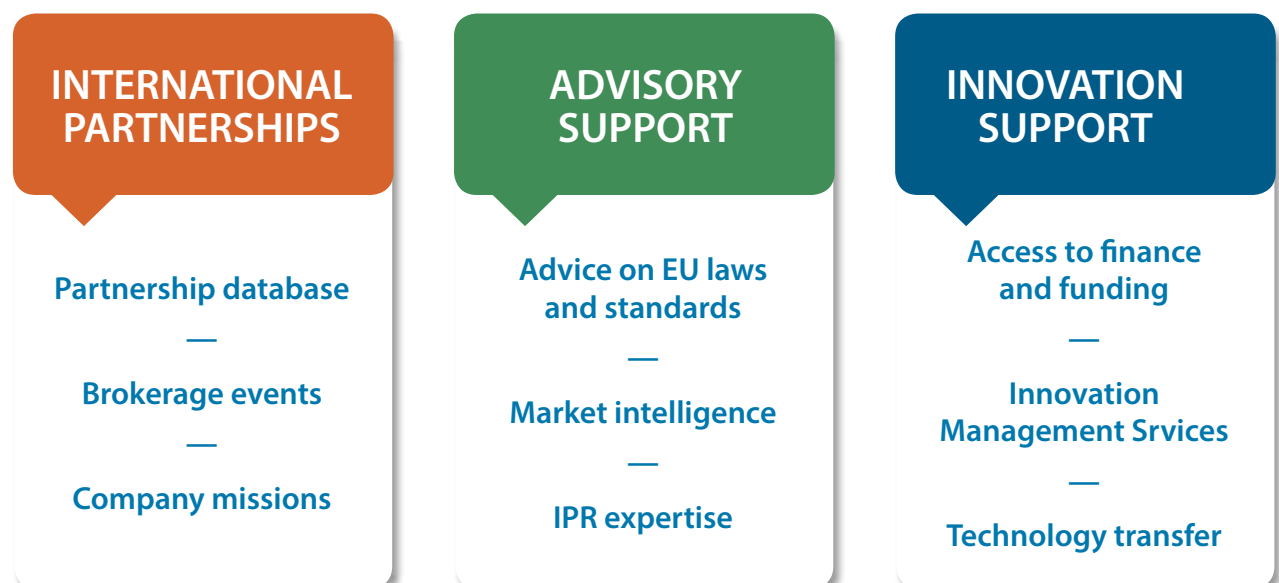 INTERNATIONAL
PARTNERSHIPS
Partnership database
—
Brokerage events
—
Company missions
ADVISORY
SUPPORT
Advice on EU laws
and standards
—
Market intelligence
—
IPR expertise
INNOVATION
SUPPORT
Access to finance
and funding
—
Innovation
Management Srvices
—
Technology transfer